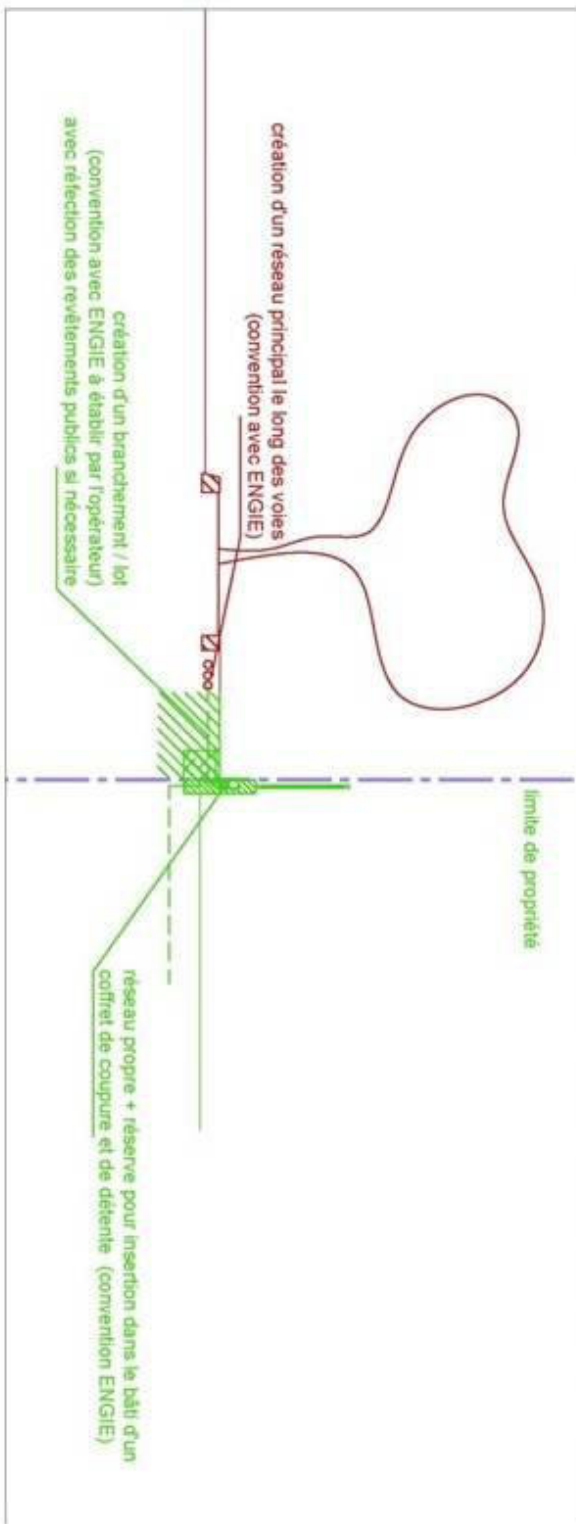 création d'un réseau principal le long des voies
(convention avec ENGIE)
création d'un branchement / lot
(convention avec ENGIE à établir par l'opérateur)
avec réfection des revêtements publics si nécessaire
limite de propriété
réseau propre + réserve pour insertion dans le bâti d'un
coffret de coupure et de détente (convention ENGIE)